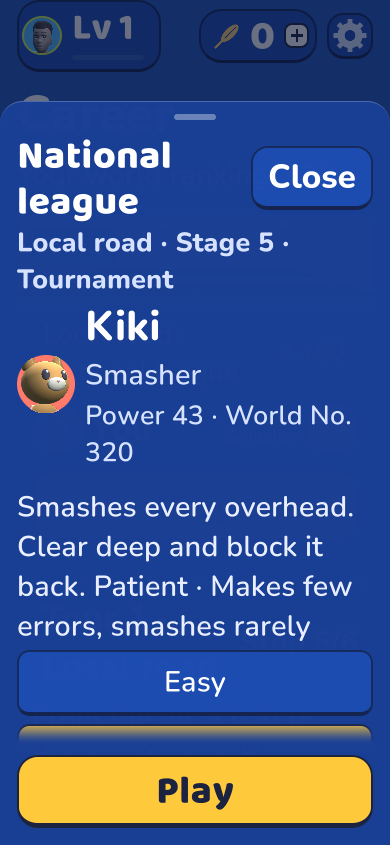 Lv 1
0
Career
National
league
Close
Local road · Stage 5 ·
Tournament
Kiki
Smasher
Power 43 · World No.
320
Smashes every overhead.
Clear deep and block it
back. Patient · Makes few
errors, smashes rarely
Easy
Play